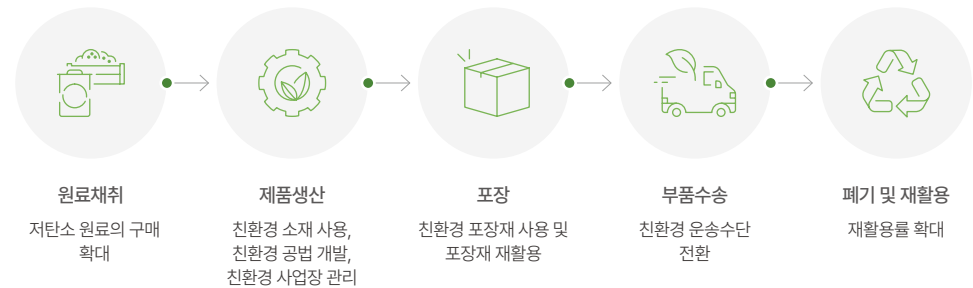 원료채취
저탄소 원료의 구매
확대
제품생산
친환경 소재 사용,
친환경 공법 개발,
친환경 사업장 관리
포장
친환경 포장재 사용 및
포장재 재활용
부품수송
친환경 운송수단
전환
폐기 및 재활용
재활용률 확대